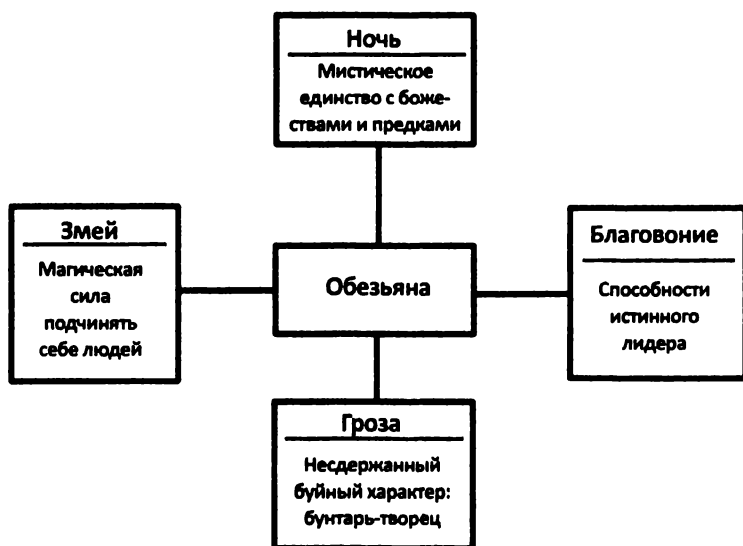 Ночь
Мистическое
единство с боже-
ствами и предками
Змей
Магическая
сила
подчинять
себе людей
Обезьяна
Благовоние
Способности
истинного
лидера
Гроза
Несдержанный
буйный характер:
бунтарь-творец